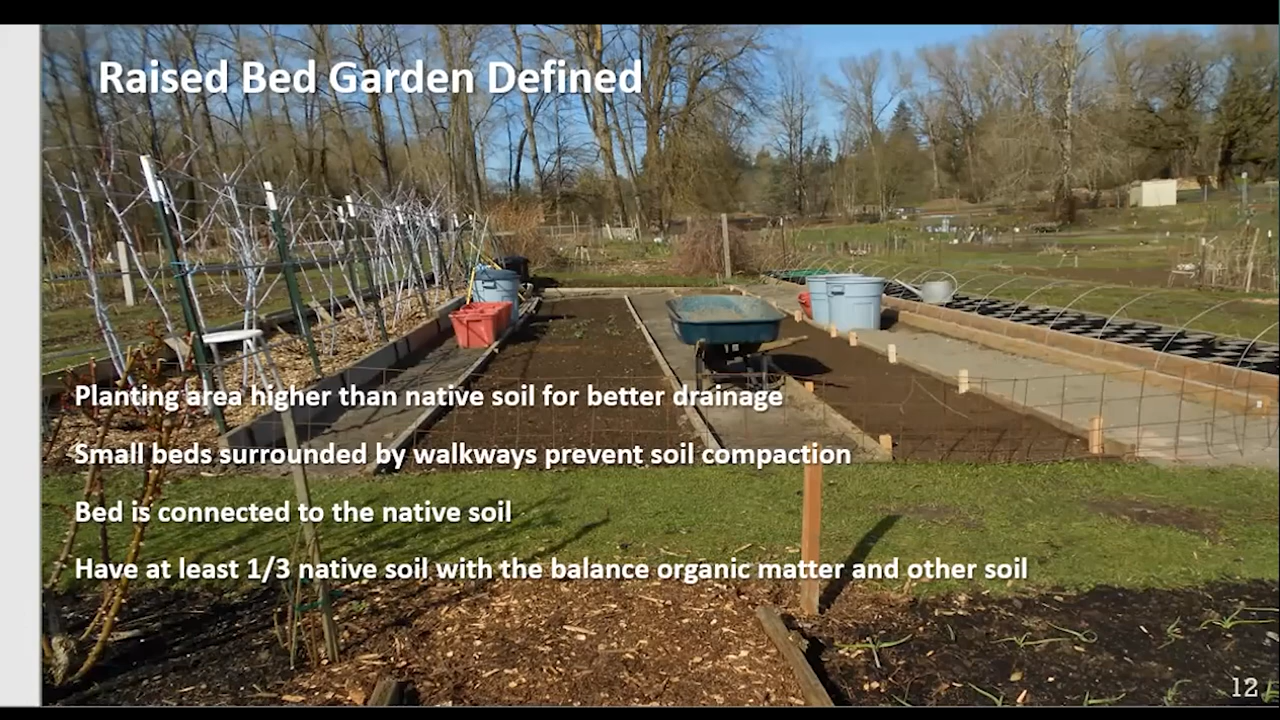 Raised Bed Garden Defined
Planting area higher than native soil for better drainage
Small beds surrounded by walkways prevent soil compaction
Bed is connected to the native soil
Have at least 1/3 native soil with the balance organic matter and other soil
12